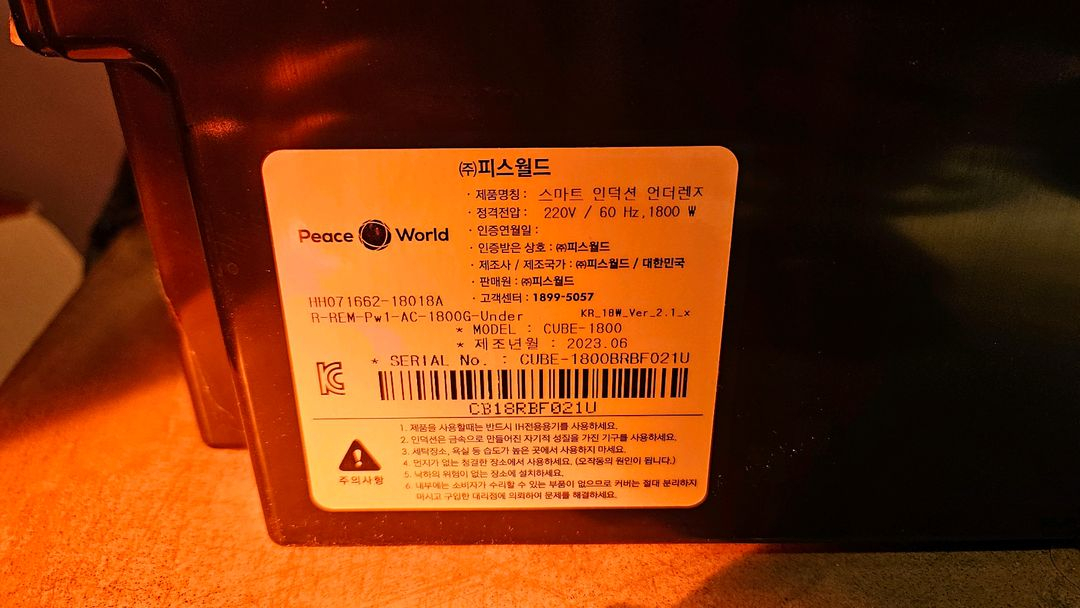 ㈜피스월드
· 제품명칭 : 스마트 인덕션 언더렌지
· 정격전압 : 220V / 60 Hz, 1800 W
Peace World
· 인증연월일 :
· 인증받은 상호 : ㈜피스월드
· 제조사 / 제조국가 : ㈜피스월드 / 대한민국
· 판매원 : ㈜피스월드
· 고객센터 : 1899-5057
HH071662-18018A
R-REM-Pw1-AC-1800G-Under
KR_18W_Ver_2.1_x
* MODEL : CUBE-1800
* 제조년월 : 2023.06
* SERIAL No. : CUBE-1800BRBF021U
CB18RBF021U
주의사항
1. 제품을 사용할때는 반드시 IH전용용기를 사용하세요.
2. 인덕션은 금속으로 만들어진 자기적 성질을 가진 기구를 사용하세요.
3. 세탁장소, 욕실 등 습도가 높은 곳에서 사용하지 마세요.
4. 먼지가 없는 청결한 장소에서 사용하세요. (오작동의 원인이 됩니다.)
5. 낙하의 위험이 없는 장소에 설치하세요.
6. 내부에는 소비자가 수리할 수 있는 부품이 없으므로 커버는 절대 분리하지
마시고 구입한 대리점에 의뢰하여 문제를 해결하세요.